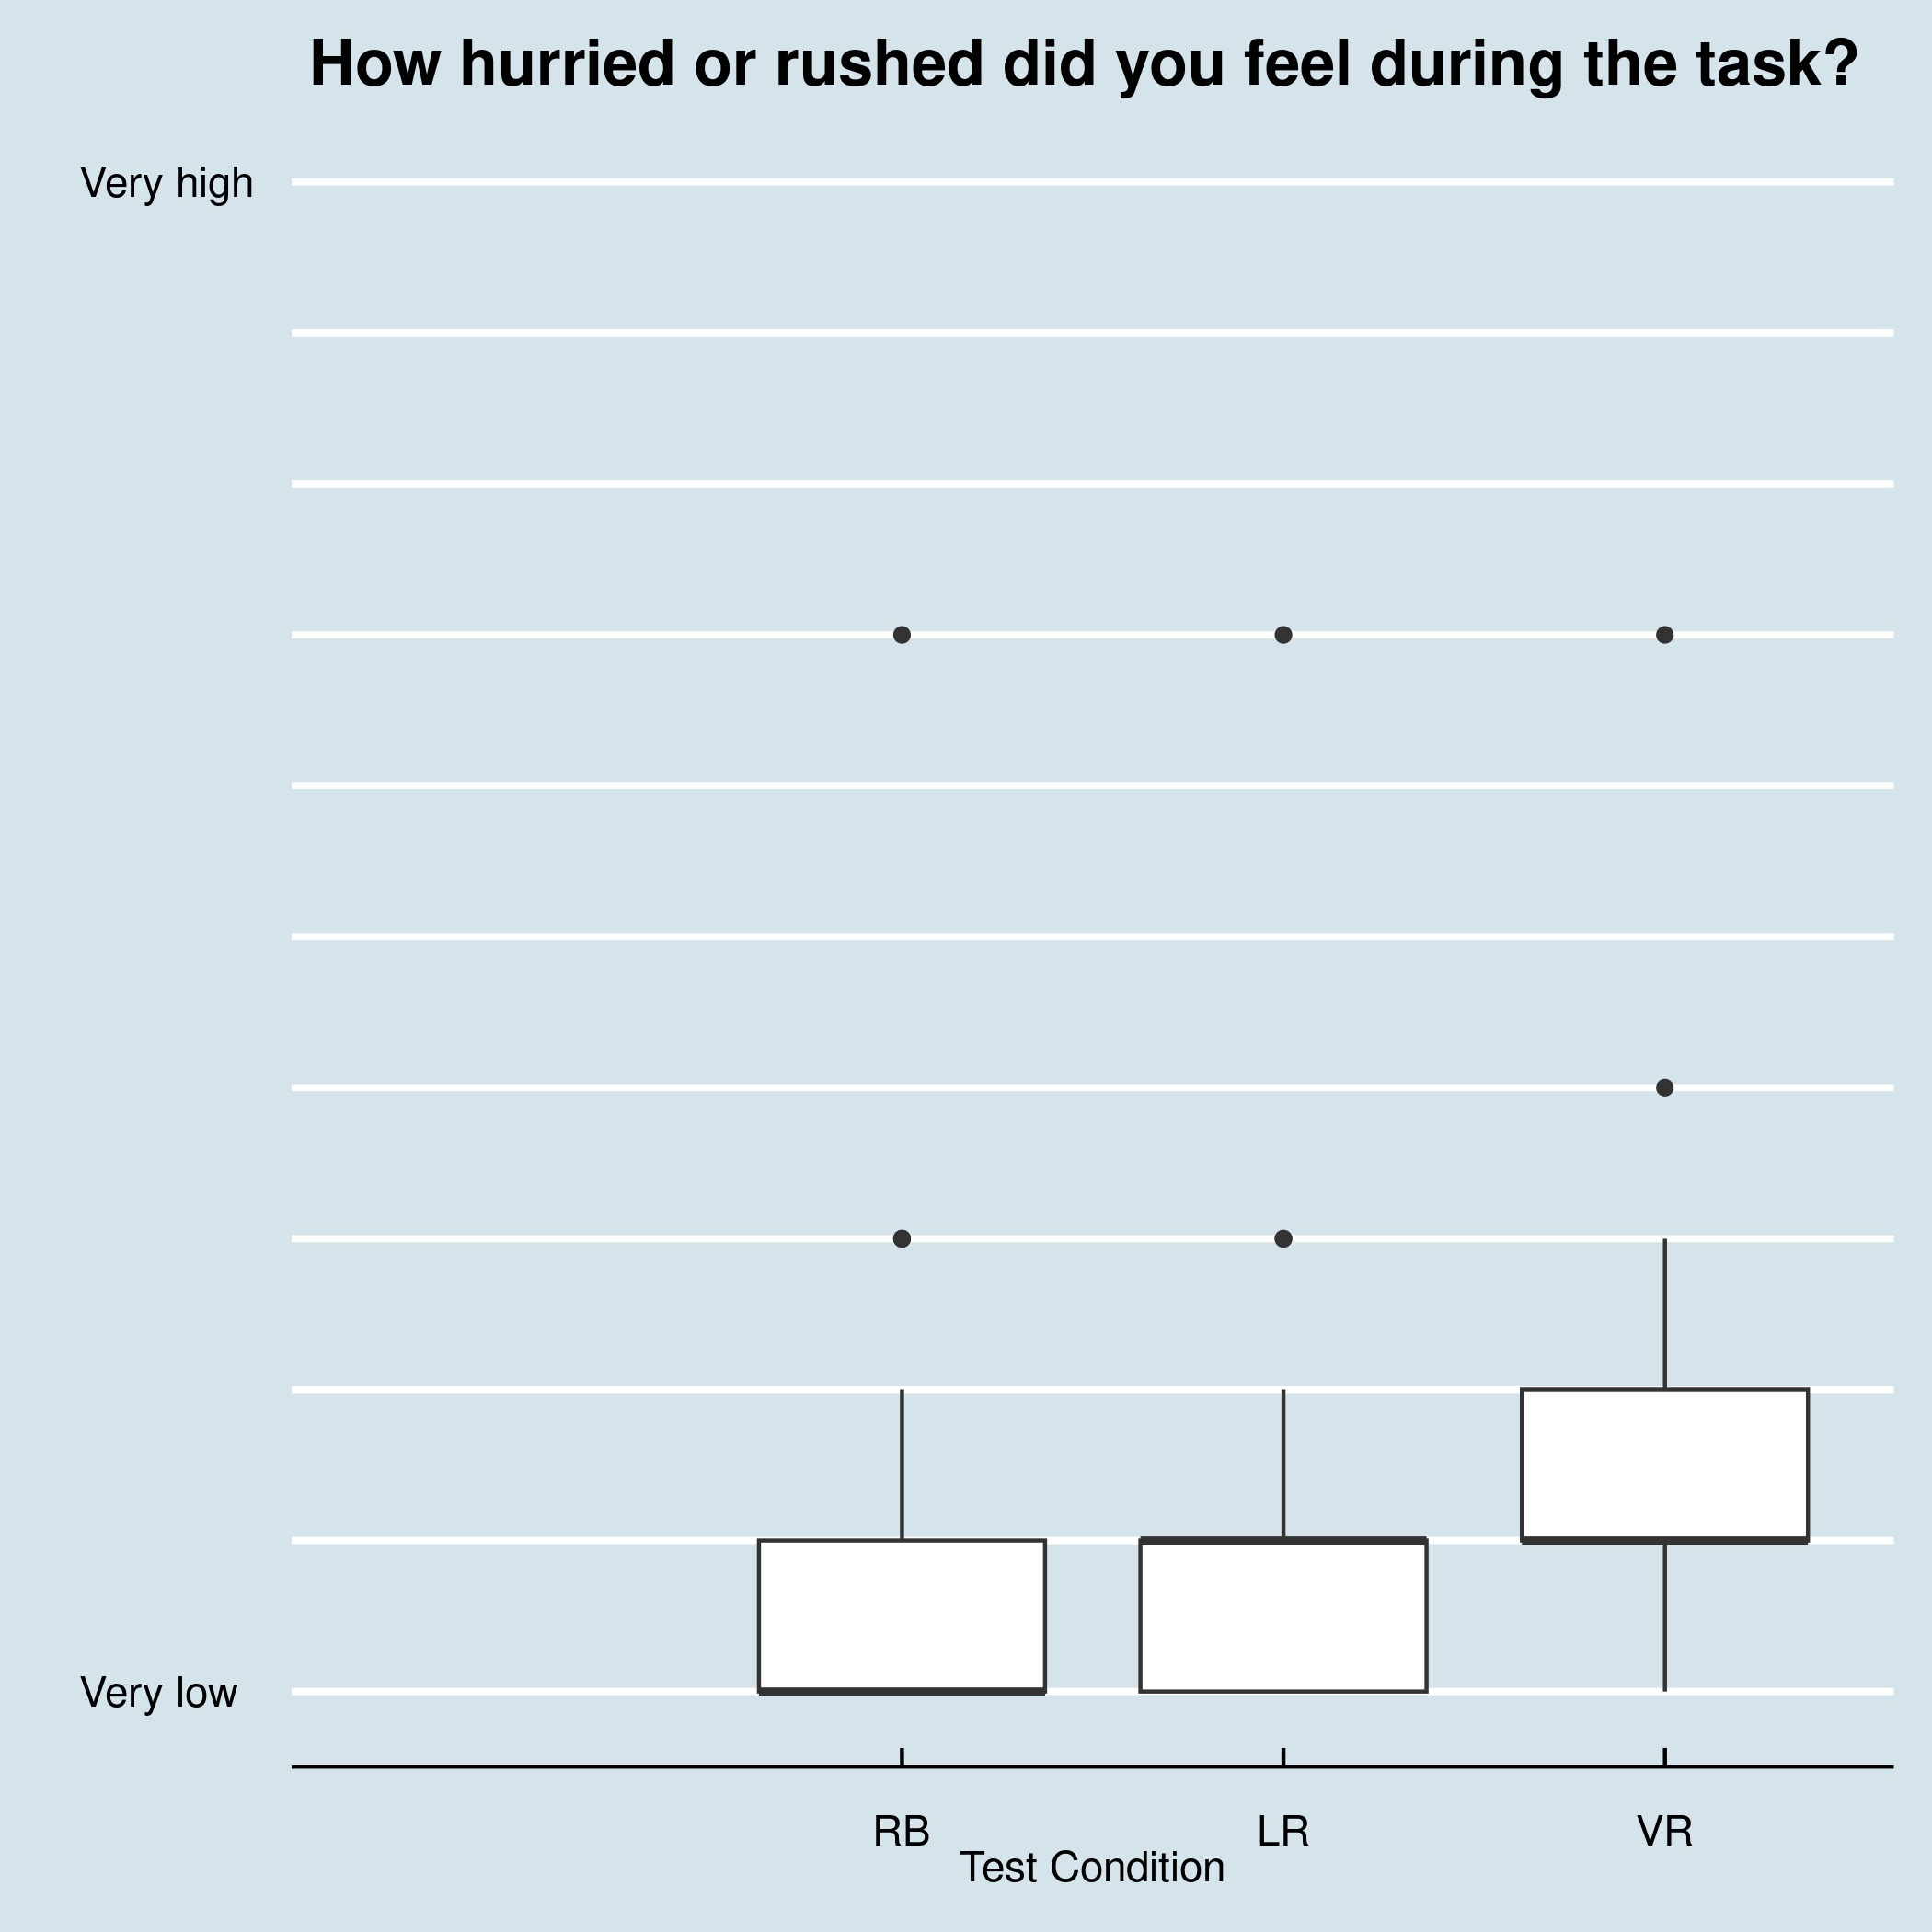 How hurried or rushed did you feel during the task?
Very high
Very low
RB LR VR
Test Condition